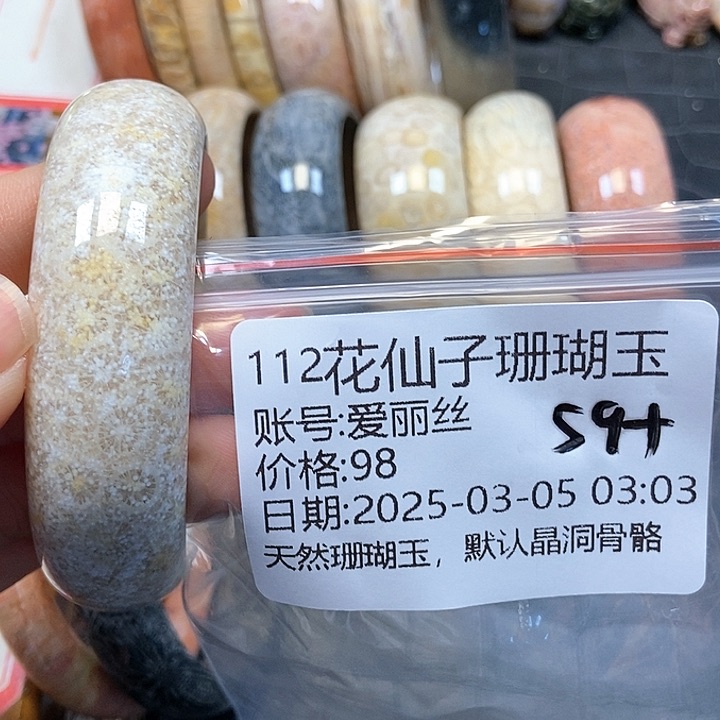 112花仙子珊瑚玉
账号:爱丽丝
59+
价格:98
日期:2025-03-05 03:03
天然珊瑚玉，默认晶洞骨骼